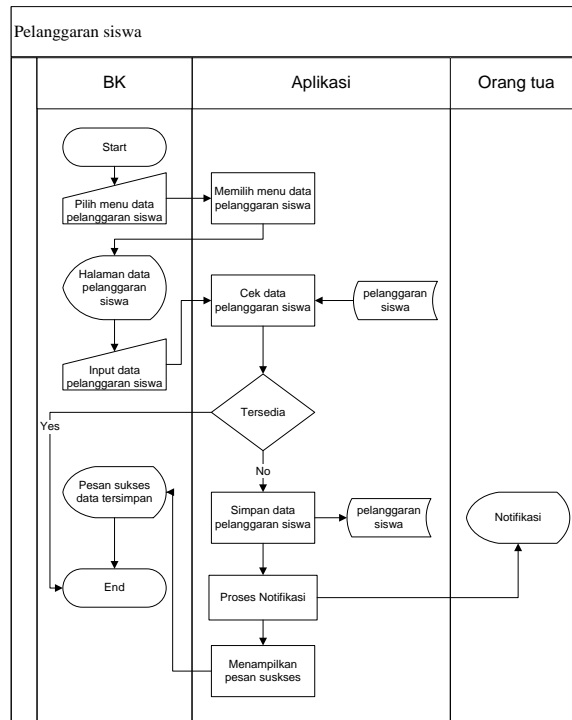 Pelanggaran siswa
BK
Aplikasi
Orang tua
Start
Pilih menu data
pelanggaran siswa
Memilih menu data
pelanggaran siswa
Halaman data
pelanggaran
siswa
Cek data
pelanggaran siswa
pelanggaran
siswa
Input data
pelanggaran siswa
Tersedia
Yes
No
Pesan sukses
data tersimpan
Simpan data
pelanggaran siswa
pelanggaran
siswa
Notifikasi
End
Proses Notifikasi
Menampilkan
pesan suskses